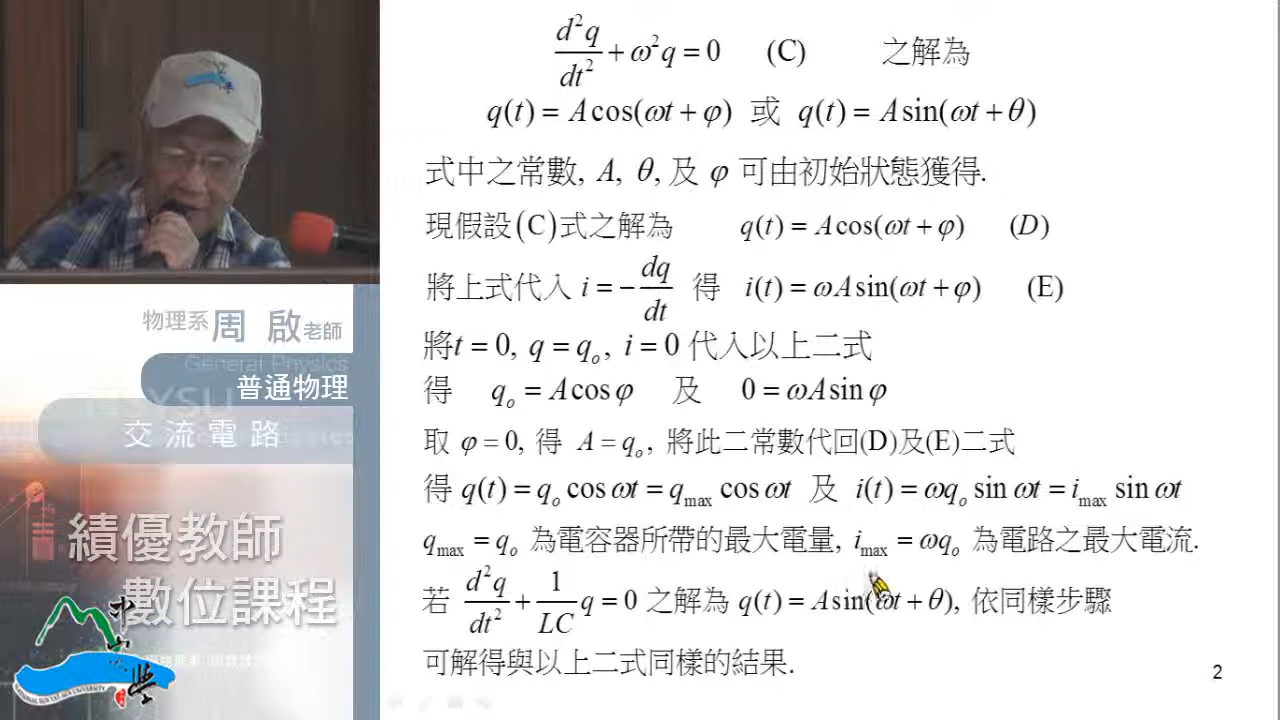 d²q/dt² + ω²q = 0 (C) 之解為
q(t) = A cos(ωt + φ) 或 q(t) = A sin(ωt + θ)
式中之常數, A, θ, 及 φ 可由初始狀態獲得.
現假設(C)式之解為 q(t) = A cos(ωt + φ) (D)
將上式代入 i = − dq/dt 得 i(t) = ωA sin(ωt + φ) (E)
將t = 0, q = qₒ, i = 0 代入以上二式
得 qₒ = A cos φ 及 0 = ωA sin φ
取 φ = 0, 得 A = qₒ, 將此二常數代回(D)及(E)二式
得 q(t) = qₒ cos ωt = q_max cos ωt 及 i(t) = ωqₒ sin ωt = i_max sin ωt
q_max = qₒ 為電容器所帶的最大電量, i_max = ωqₒ 為電路之最大電流.
若 d²q/dt² + 1/LC q = 0 之解為 q(t) = A sin(ωt + θ), 依同樣步驟
可解得與以上二式同樣的結果.
2
物理系 周 啟 老師
General Physics
普通物理
交流電路
績優教師
數位課程